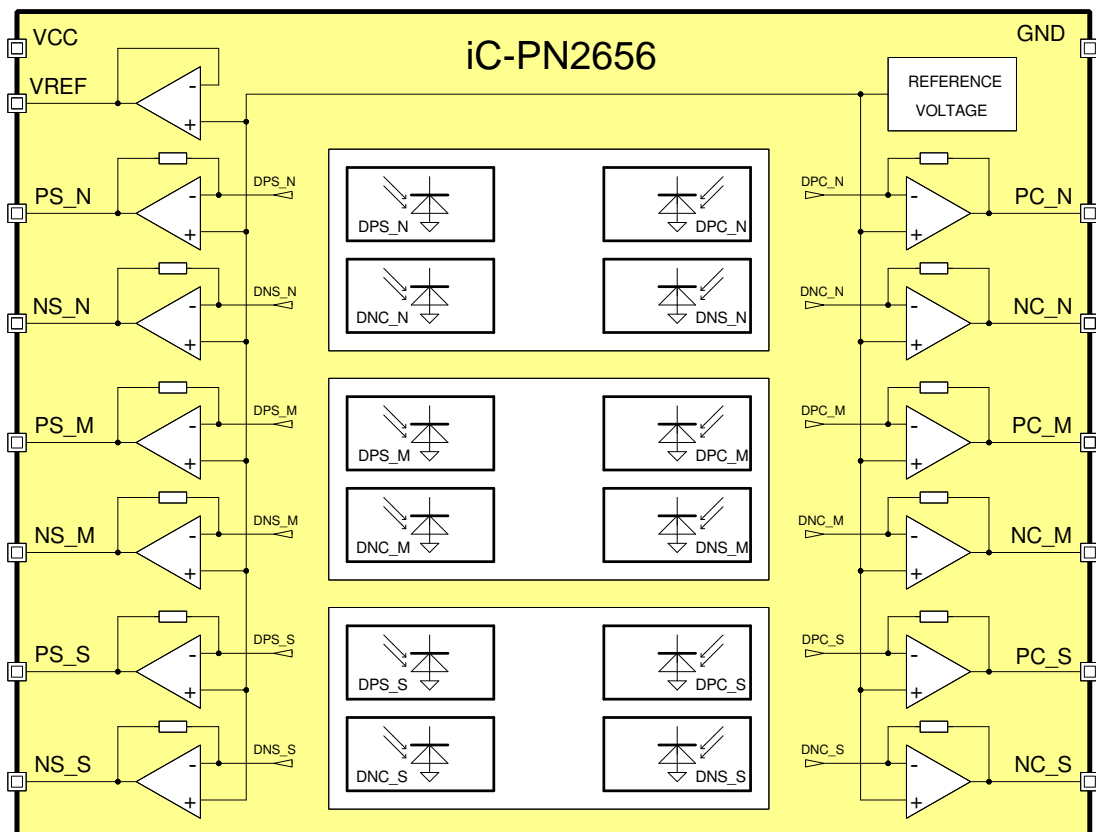 VCC
iC-PN2656
GND
VREF
-
+
REFERENCE
VOLTAGE
PS_N
-
+
DPS_N
DPS_N
DPC_N
DPC_N
-
+
PC_N
NS_N
-
+
DNS_N
DNC_N
DNS_N
DNC_N
-
+
NC_N
PS_M
-
+
DPS_M
DPS_M
DPC_M
DPC_M
-
+
PC_M
NS_M
-
+
DNS_M
DNC_M
DNS_M
DNC_M
-
+
NC_M
PS_S
-
+
DPS_S
DPS_S
DPC_S
DPC_S
-
+
PC_S
NS_S
-
+
DNS_S
DNC_S
DNS_S
DNC_S
-
+
NC_S